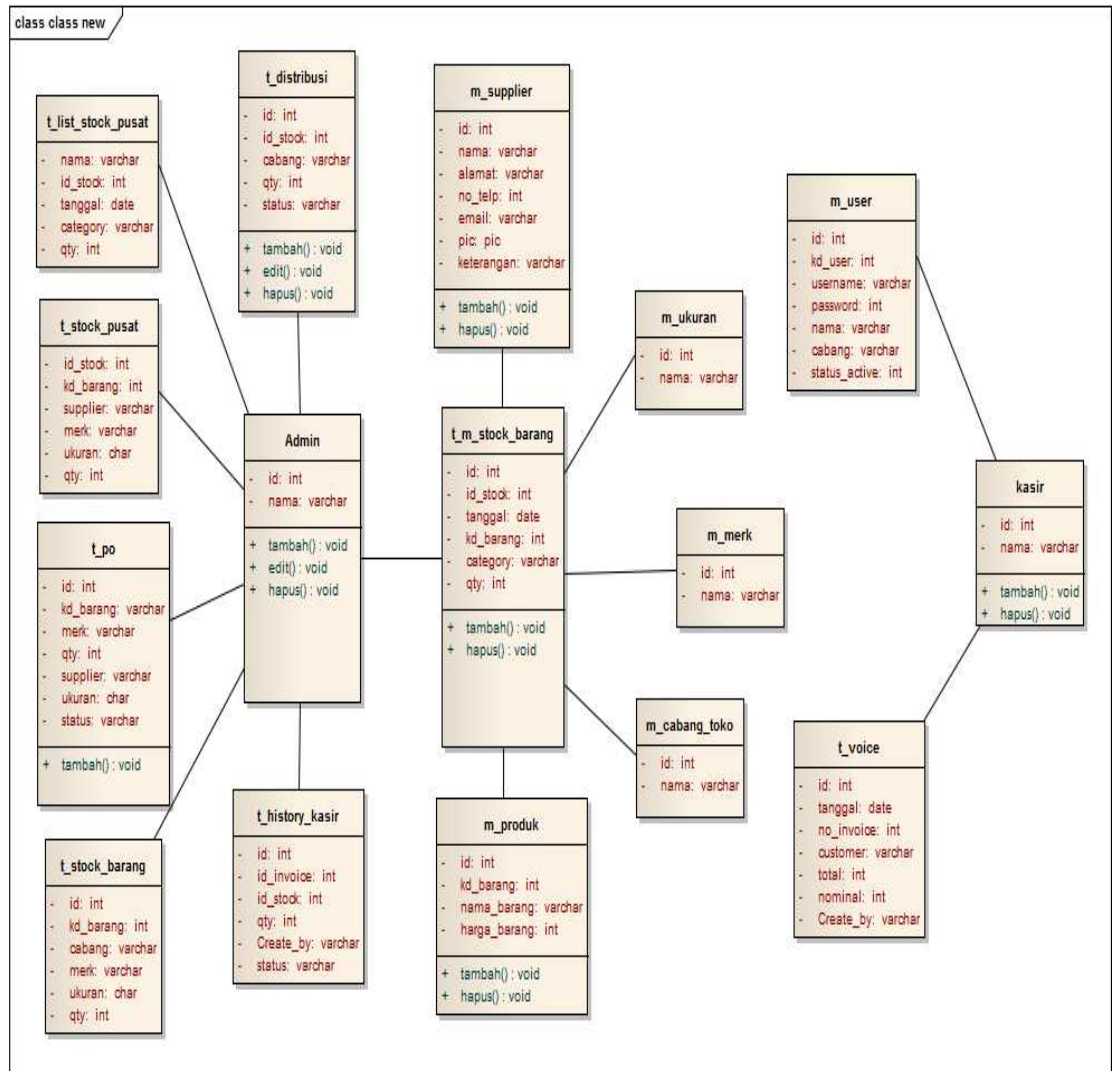 class class new
t_list_stock_pusat
- nama: varchar
- id_stock: int
- tanggal: date
- category: varchar
- qty: int
t_distribusi
- id: int
- id_stock: int
- cabang: varchar
- qty: int
- status: varchar
+ tambah() : void
+ edit() : void
+ hapus() : void
m_supplier
- id: int
- nama: varchar
- alamat: varchar
- no_telp: int
- email: varchar
- pic: pic
- keterangan: varchar
+ tambah() : void
+ hapus() : void
m_user
- id: int
- kd_user: int
- username: varchar
- password: int
- nama: varchar
- cabang: varchar
- status_active: int
t_stock_pusat
- id_stock: int
- kd_barang: int
- supplier: varchar
- merk: varchar
- ukuran: char
- qty: int
m_ukuran
- id: int
- nama: varchar
Admin
- id: int
- nama: varchar
+ tambah() : void
+ edit() : void
+ hapus() : void
t_m_stock_barang
- id: int
- id_stock: int
- tanggal: date
- kd_barang: int
- category: varchar
- qty: int
+ tambah() : void
+ hapus() : void
kasir
- id: int
- nama: varchar
+ tambah() : void
+ hapus() : void
t_po
- id: int
- kd_barang: varchar
- merk: varchar
- qty: int
- supplier: varchar
- ukuran: char
- status: varchar
+ tambah() : void
m_merk
- id: int
- nama: varchar
m_cabang_toko
- id: int
- nama: varchar
t_voice
- id: int
- tanggal: date
- no_invoice: int
- customer: varchar
- total: int
- nominal: int
- Create_by: varchar
t_stock_barang
- id: int
- kd_barang: int
- cabang: varchar
- merk: varchar
- ukuran: char
- qty: int
t_history_kasir
- id: int
- id_invoice: int
- id_stock: int
- qty: int
- Create_by: varchar
- status: varchar
m_produk
- id: int
- kd_barang: int
- nama_barang: varchar
- harga_barang: int
+ tambah() : void
+ hapus() : void